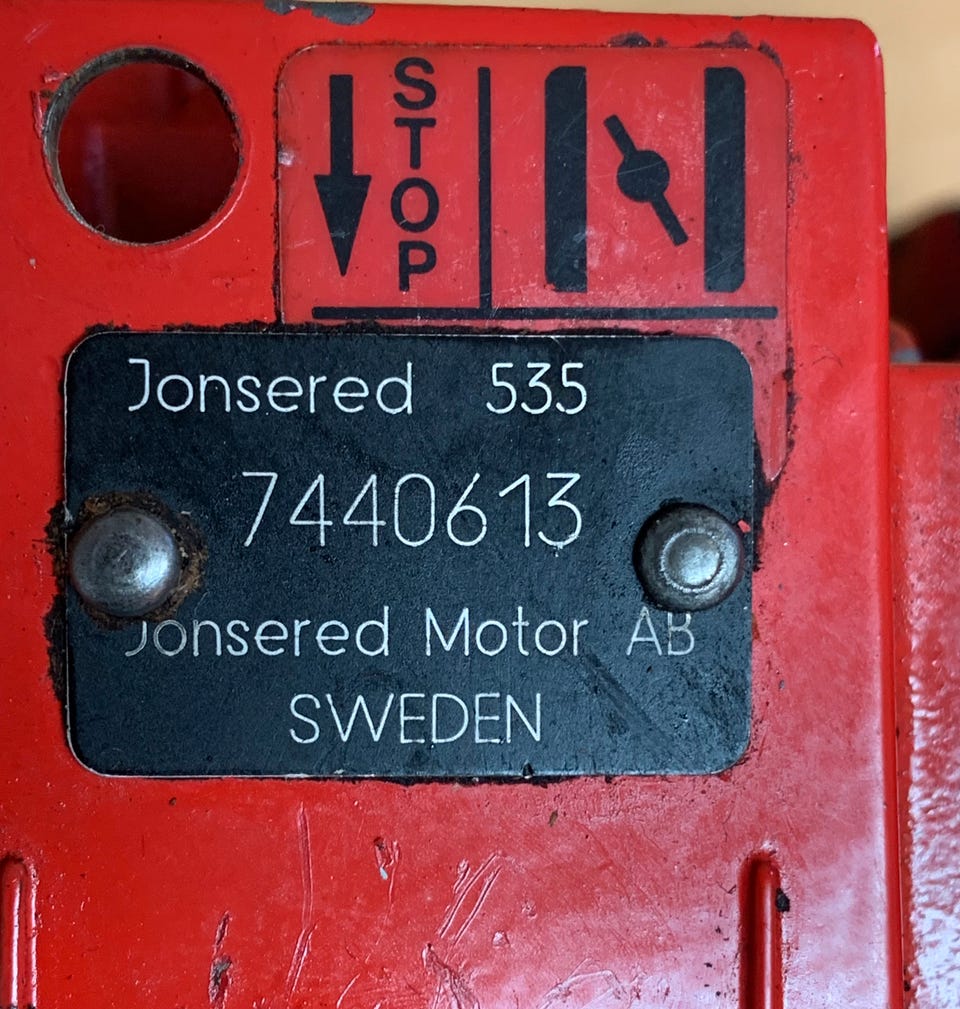 STOP
Jonsered 535
7440613
Jonsered Motor AB
SWEDEN